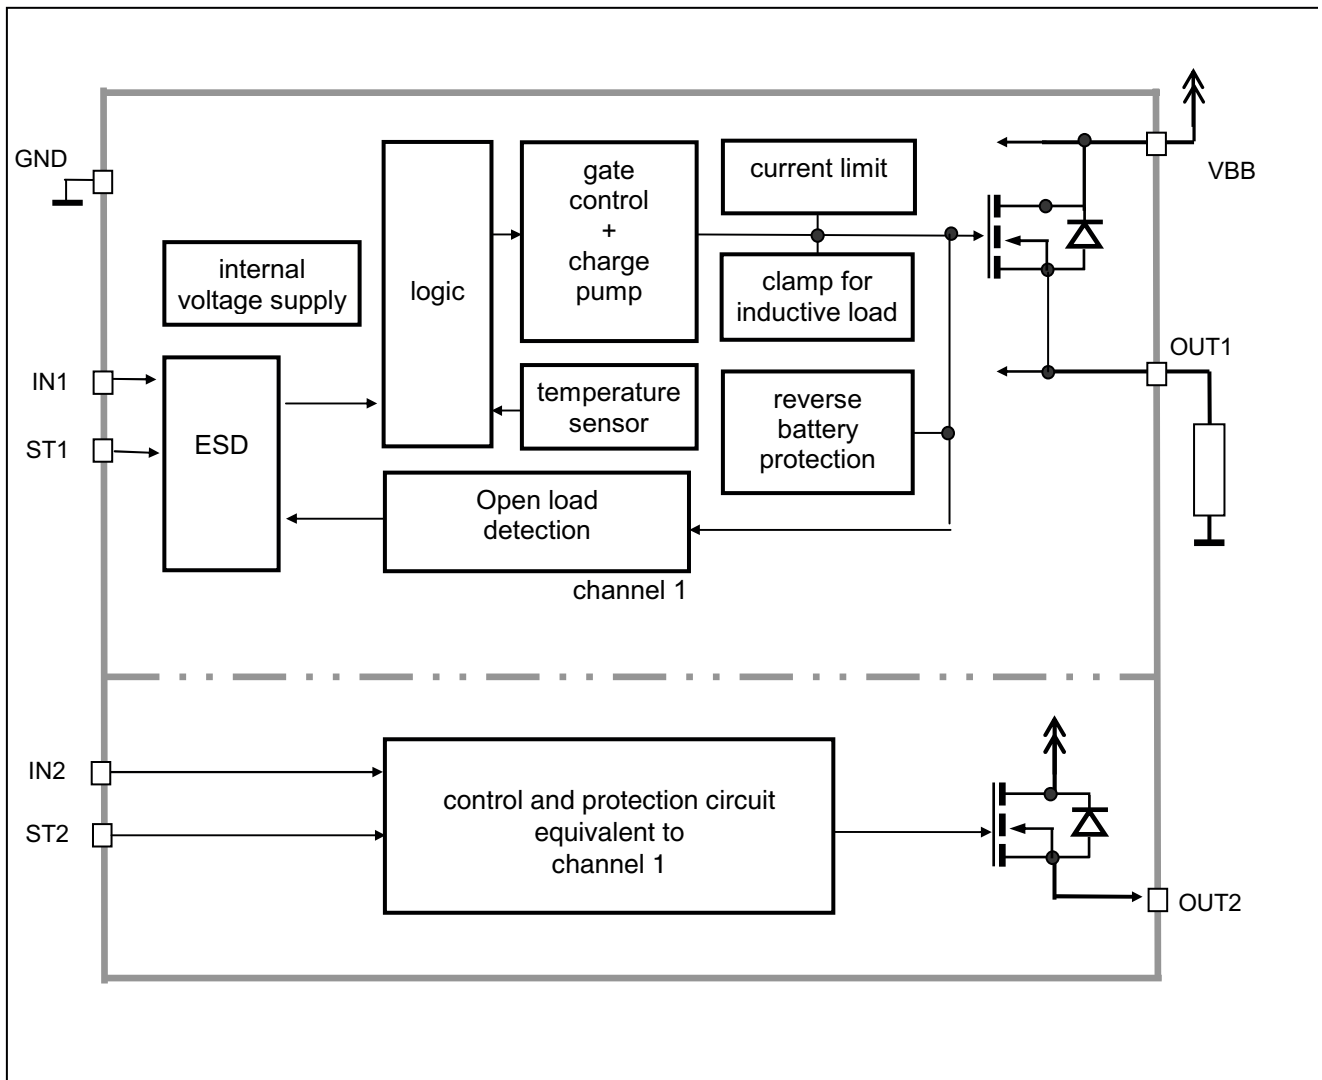 GND
VBB
gate
control
+
charge
pump
current limit
internal
voltage supply
logic
clamp for
inductive load
OUT1
IN1
ST1
ESD
temperature
sensor
reverse
battery
protection
Open load
detection
channel 1
IN2
ST2
control and protection circuit
equivalent to
channel 1
OUT2